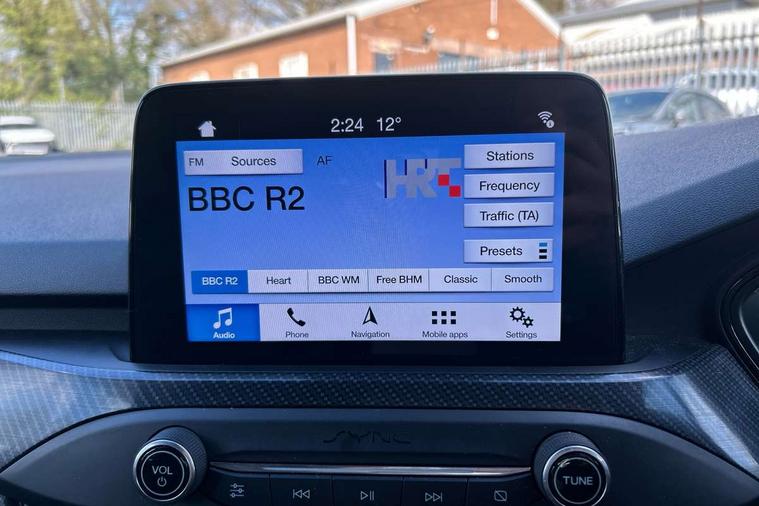 2:24 12°
FM Sources AF
HRT
BBC R2
Stations
Frequency
Traffic (TA)
Presets
BBC R2 Heart BBC WM Free BHM Classic Smooth
Audio Phone Navigation Mobile apps Settings
SYNC
VOL
TUNE